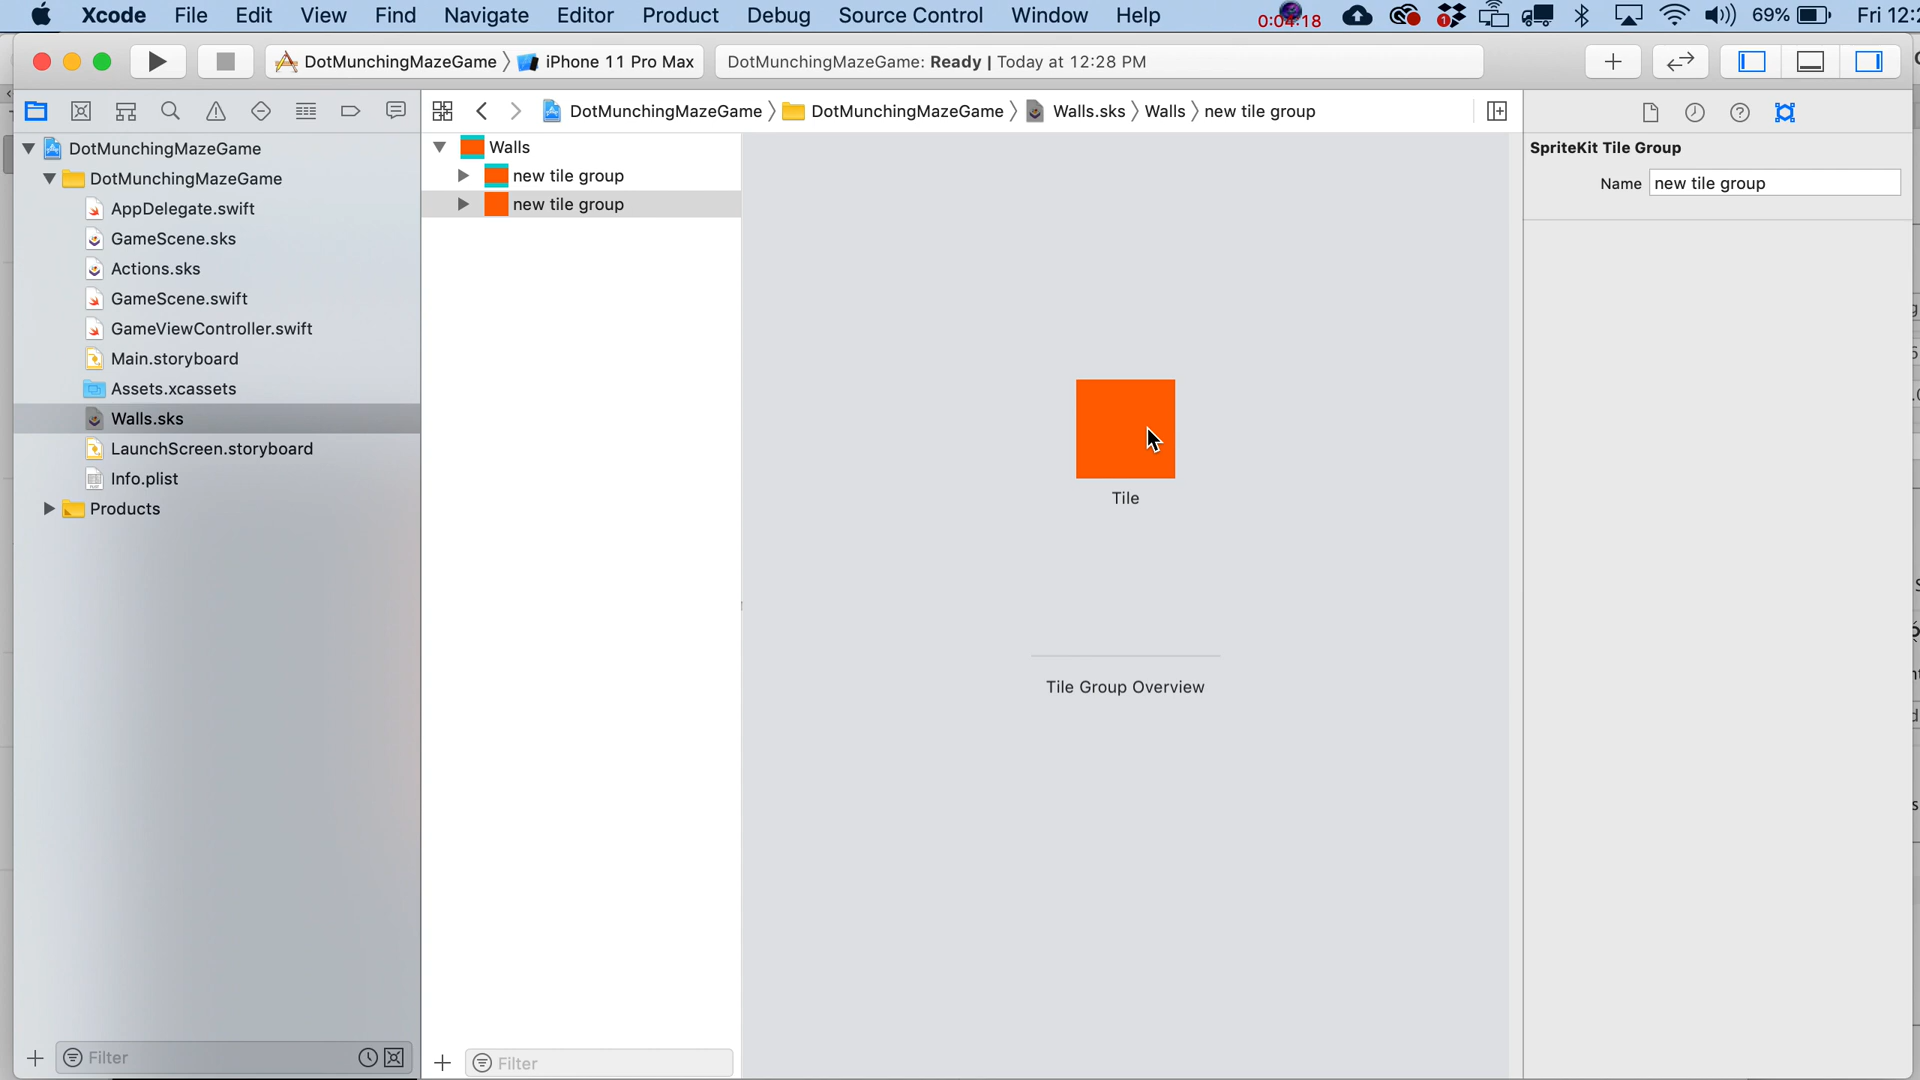 Xcode File Edit View Find Navigate Editor Product Debug Source Control Window Help 0:04:18 1 69% Fri 12:2
DotMunchingMazeGame 〉 iPhone 11 Pro Max DotMunchingMazeGame: Ready | Today at 12:28 PM
DotMunchingMazeGame 〉 DotMunchingMazeGame 〉 Walls.sks 〉 Walls 〉 new tile group
DotMunchingMazeGame
DotMunchingMazeGame
AppDelegate.swift
GameScene.sks
Actions.sks
GameScene.swift
GameViewController.swift
Main.storyboard
Assets.xcassets
Walls.sks
LaunchScreen.storyboard
Info.plist
Products
Filter
Walls
new tile group
new tile group
Filter
Tile
Tile Group Overview
SpriteKit Tile Group
Name new tile group